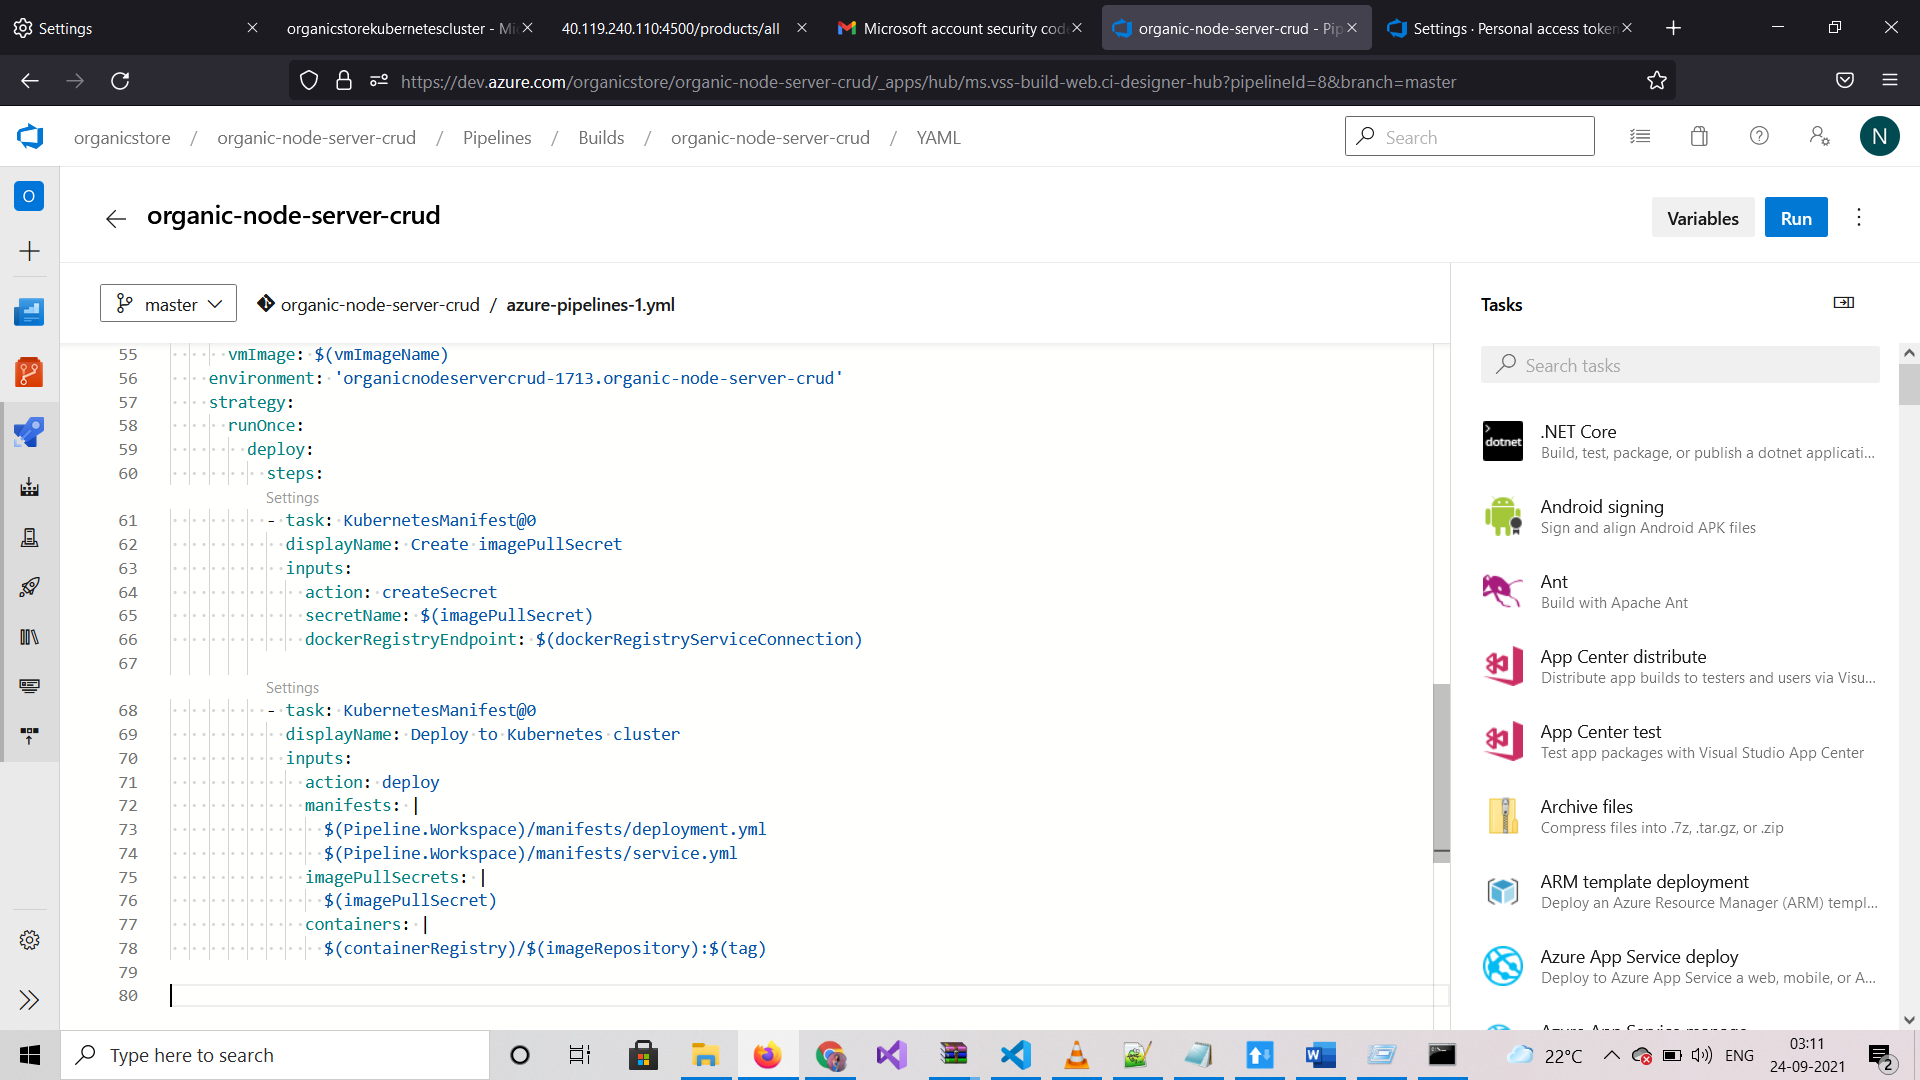 Settings
organicstorekubernetescluster - Mi
40.119.240.110:4500/products/all
Microsoft account security cod
organic-node-server-crud - Pip
Settings · Personal access token
https://dev.azure.com/organicstore/organic-node-server-crud/_apps/hub/ms.vss-build-web.ci-designer-hub?pipelineId=8&branch=master
organicstore / organic-node-server-crud / Pipelines / Builds / organic-node-server-crud / YAML
Search
N
O
organic-node-server-crud
Variables
Run
master
organic-node-server-crud / azure-pipelines-1.yml
55 vmImage: $(vmImageName)
56 environment: 'organicnodeservercrud-1713.organic-node-server-crud'
57 strategy:
58 runOnce:
59 deploy:
60 steps:
Settings
61 - task: KubernetesManifest@0
62 displayName: Create imagePullSecret
63 inputs:
64 action: createSecret
65 secretName: $(imagePullSecret)
66 dockerRegistryEndpoint: $(dockerRegistryServiceConnection)
67
Settings
68 - task: KubernetesManifest@0
69 displayName: Deploy to Kubernetes cluster
70 inputs:
71 action: deploy
72 manifests: |
73 $(Pipeline.Workspace)/manifests/deployment.yml
74 $(Pipeline.Workspace)/manifests/service.yml
75 imagePullSecrets: |
76 $(imagePullSecret)
77 containers: |
78 $(containerRegistry)/$(imageRepository):$(tag)
79
80
Tasks
Search tasks
dotnet
.NET Core
Build, test, package, or publish a dotnet applicati...
Android signing
Sign and align Android APK files
Ant
Build with Apache Ant
App Center distribute
Distribute app builds to testers and users via Visu...
App Center test
Test app packages with Visual Studio App Center
Archive files
Compress files into .7z, .tar.gz, or .zip
ARM template deployment
Deploy an Azure Resource Manager (ARM) templ...
Azure App Service deploy
Deploy to Azure App Service a web, mobile, or A...
Azure App Service manage
Type here to search
22°C
ENG
03:11
24-09-2021
2